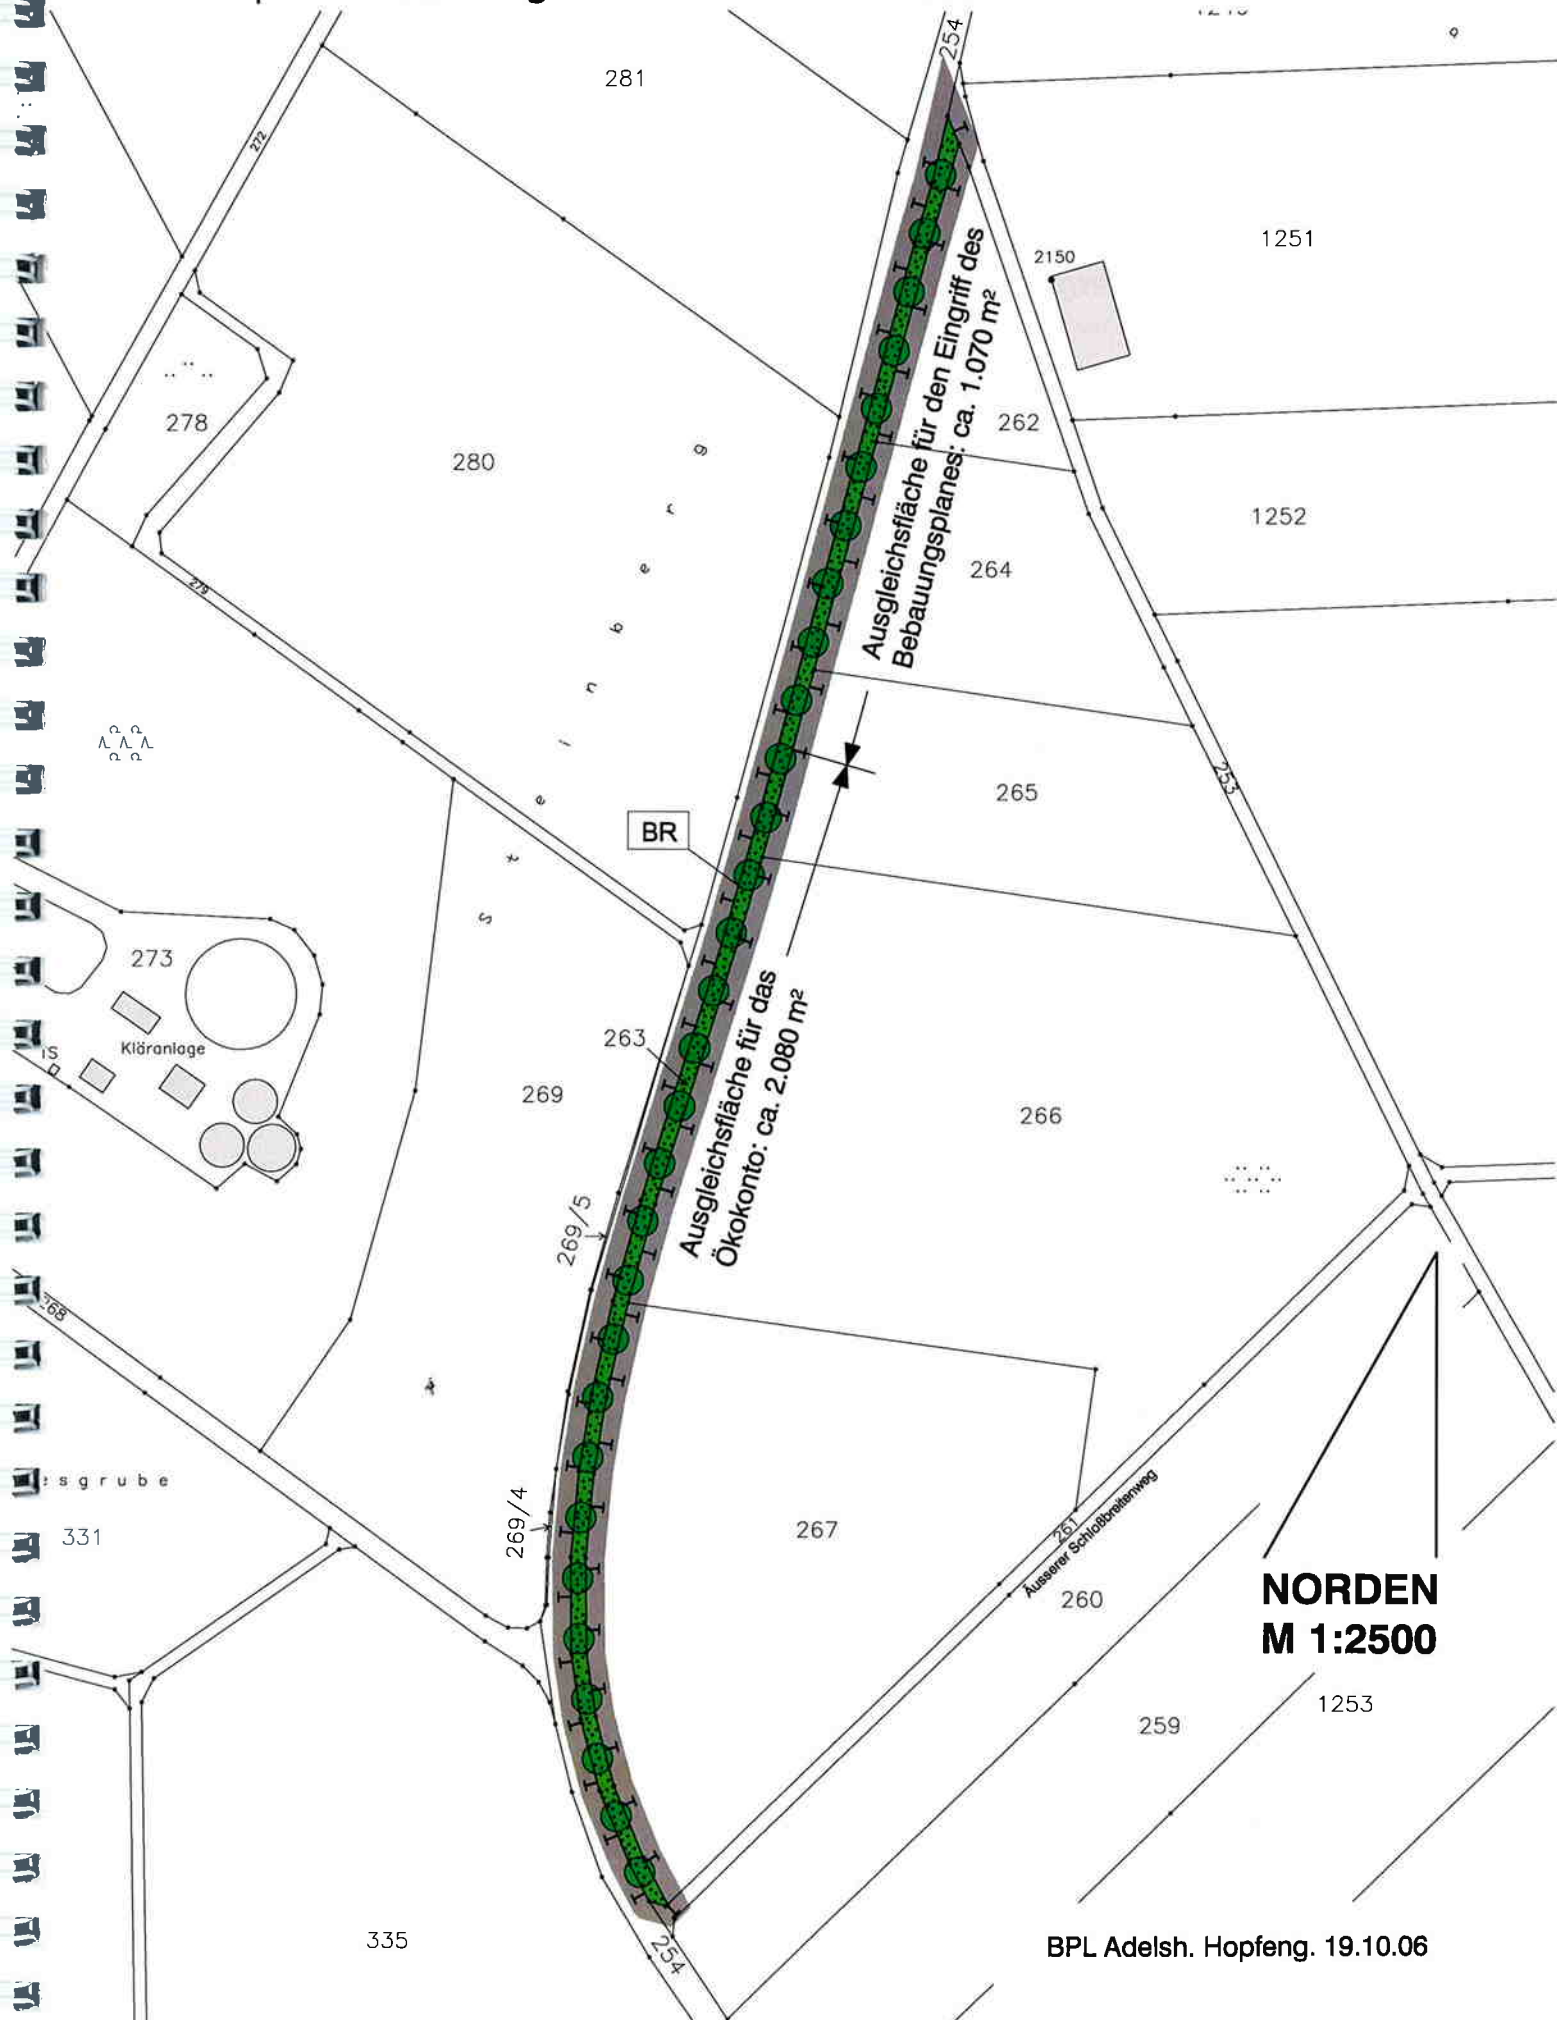 254
281
272
1251
2150
278
262
280
Ausgleichsfläche für den Eingriff des
Bebauungsplanes: ca. 1.070 m²
1252
264
279
S t e i n b e r g
265
253
BR
273
Kläranlage
263
269
266
Ausgleichsfläche für das
Ökokonto: ca. 2.080 m²
269/5
268
269/4
331
267
261
Äusserer Schloßbreitenweg
260
NORDEN
M 1:2500
1253
259
335
254
BPL Adelsh. Hopfeng. 19.10.06